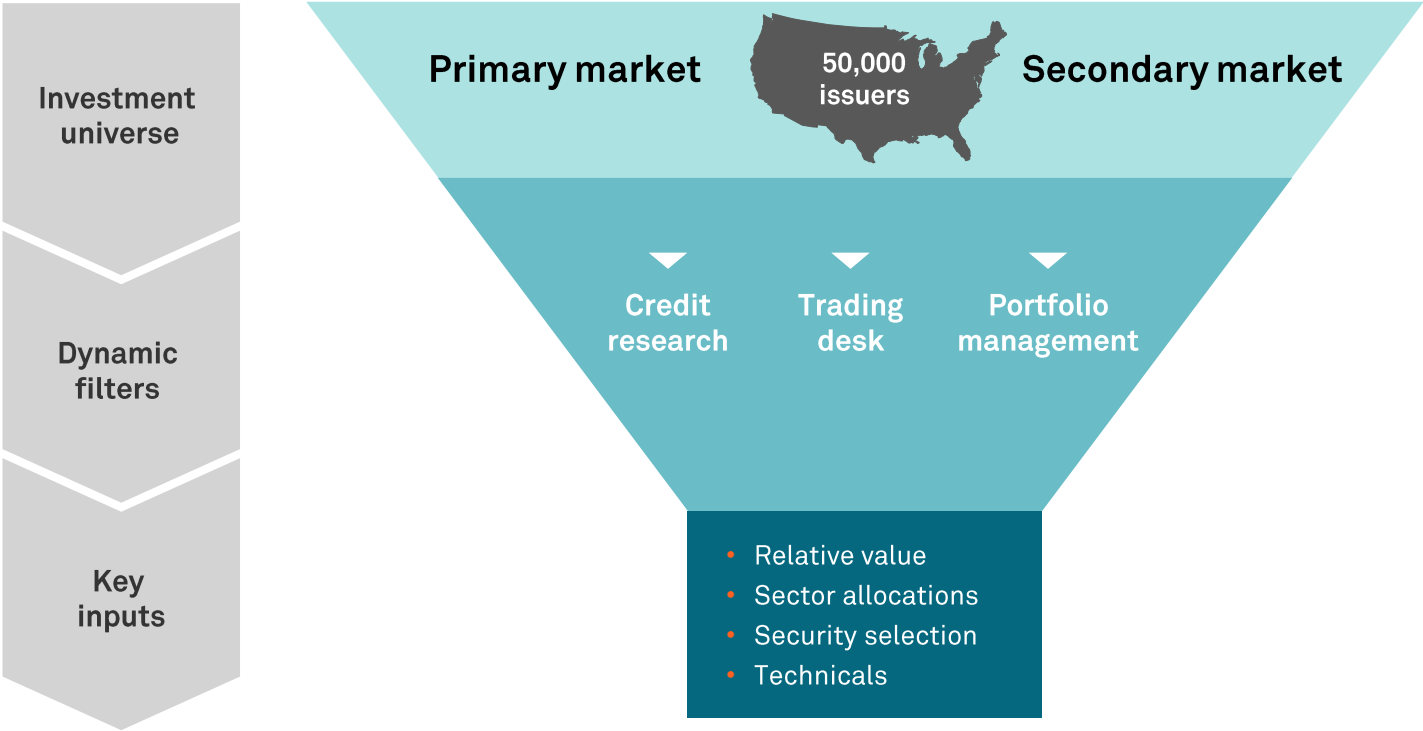 Investment
universe
Primary market
50,000
issuers
Secondary market
Dynamic
filters
Credit
research
Trading
desk
Portfolio
management
Key
inputs
• Relative value
• Sector allocations
• Security selection
• Technicals